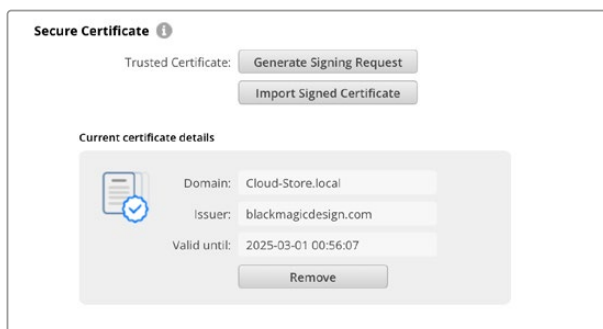 Secure Certificate i
Trusted Certificate: Generate Signing Request
Import Signed Certificate
Current certificate details
Domain: Cloud-Store.local
Issuer: blackmagicdesign.com
Valid until: 2025-03-01 00:56:07
Remove